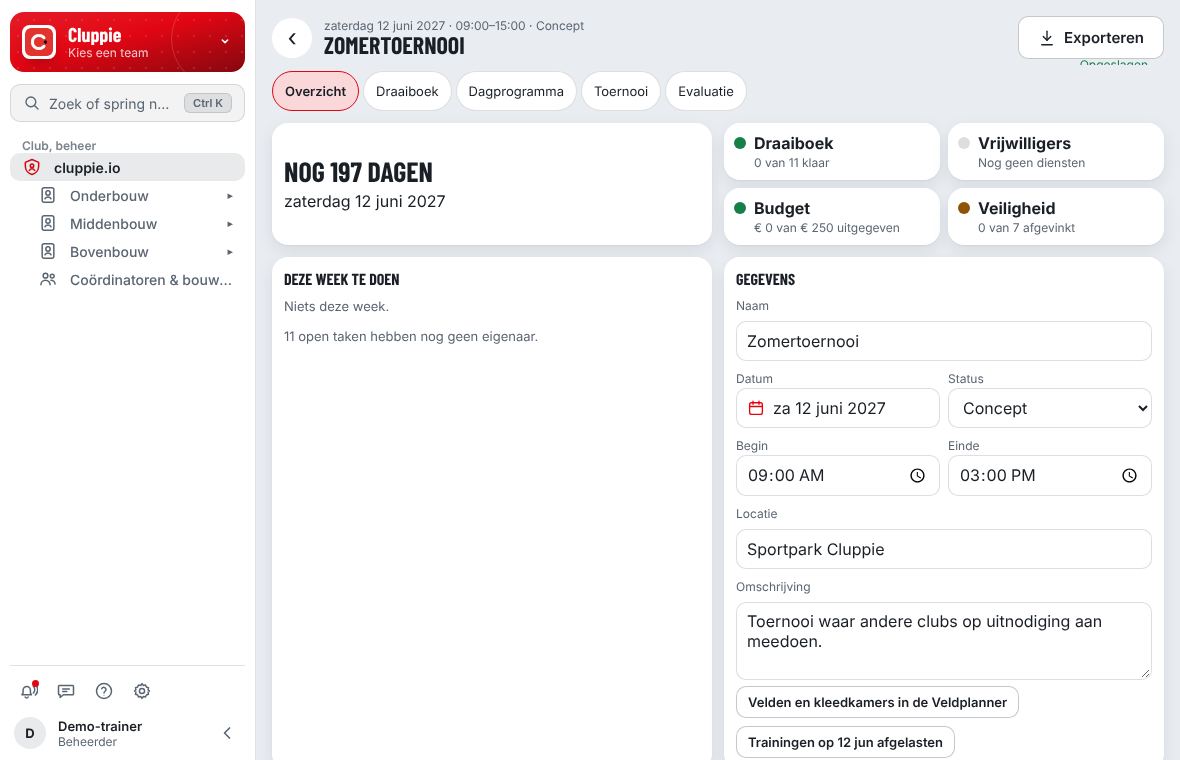 Cluppie
Kies een team
Zoek of spring n...
Ctrl K
Club, beheer
cluppie.io
Onderbouw
Middenbouw
Bovenbouw
Coördinatoren & bouw...
D
Demo-trainer
Beheerder
zaterdag 12 juni 2027 · 09:00–15:00 · Concept
ZOMERTOERNOOI
Exporteren
Opgeslagen
Overzicht
Draaiboek
Dagprogramma
Toernooi
Evaluatie
NOG 197 DAGEN
zaterdag 12 juni 2027
Draaiboek
0 van 11 klaar
Vrijwilligers
Nog geen diensten
Budget
€ 0 van € 250 uitgegeven
Veiligheid
0 van 7 afgevinkt
DEZE WEEK TE DOEN
Niets deze week.
11 open taken hebben nog geen eigenaar.
GEGEVENS
Naam
Zomertoernooi
Datum
Status
za 12 juni 2027
Concept
Begin
Einde
09:00 AM
03:00 PM
Locatie
Sportpark Cluppie
Omschrijving
Toernooi waar andere clubs op uitnodiging aan
meedoen.
Velden en kleedkamers in de Veldplanner
Trainingen op 12 jun afgelasten